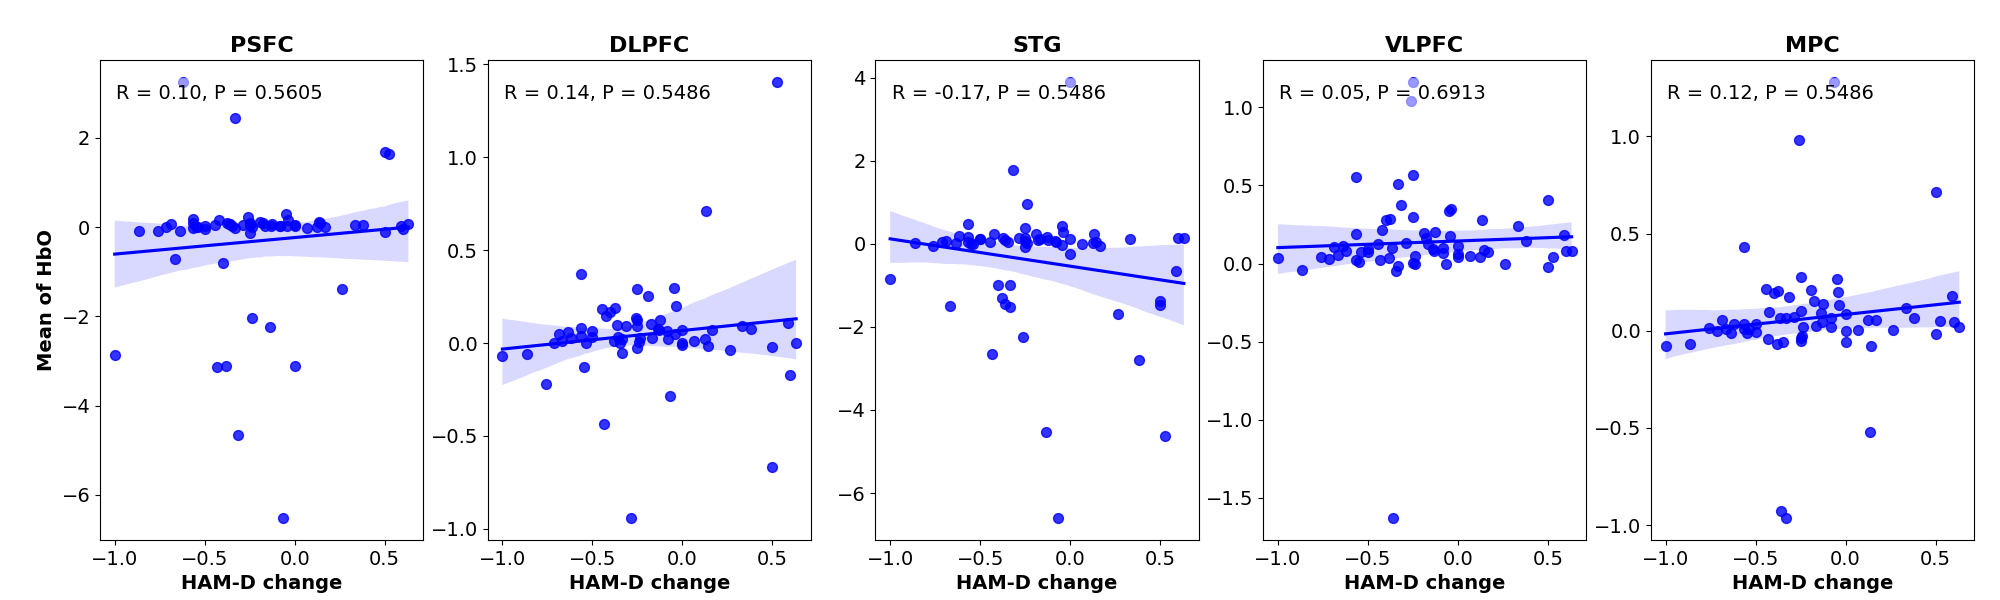 PSFC
R = 0.10, P = 0.5605
2
0
−2
−4
−6
−1.0 −0.5 0.0 0.5
HAM-D change
Mean of HbO
DLPFC
R = 0.14, P = 0.5486
1.5
1.0
0.5
0.0
−0.5
−1.0
−1.0 −0.5 0.0 0.5
HAM-D change
STG
R = -0.17, P = 0.5486
4
2
0
−2
−4
−6
−1.0 −0.5 0.0 0.5
HAM-D change
VLPFC
R = 0.05, P = 0.6913
1.0
0.5
0.0
−0.5
−1.0
−1.5
−1.0 −0.5 0.0 0.5
HAM-D change
MPC
R = 0.12, P = 0.5486
1.0
0.5
0.0
−0.5
−1.0
−1.0 −0.5 0.0 0.5
HAM-D change